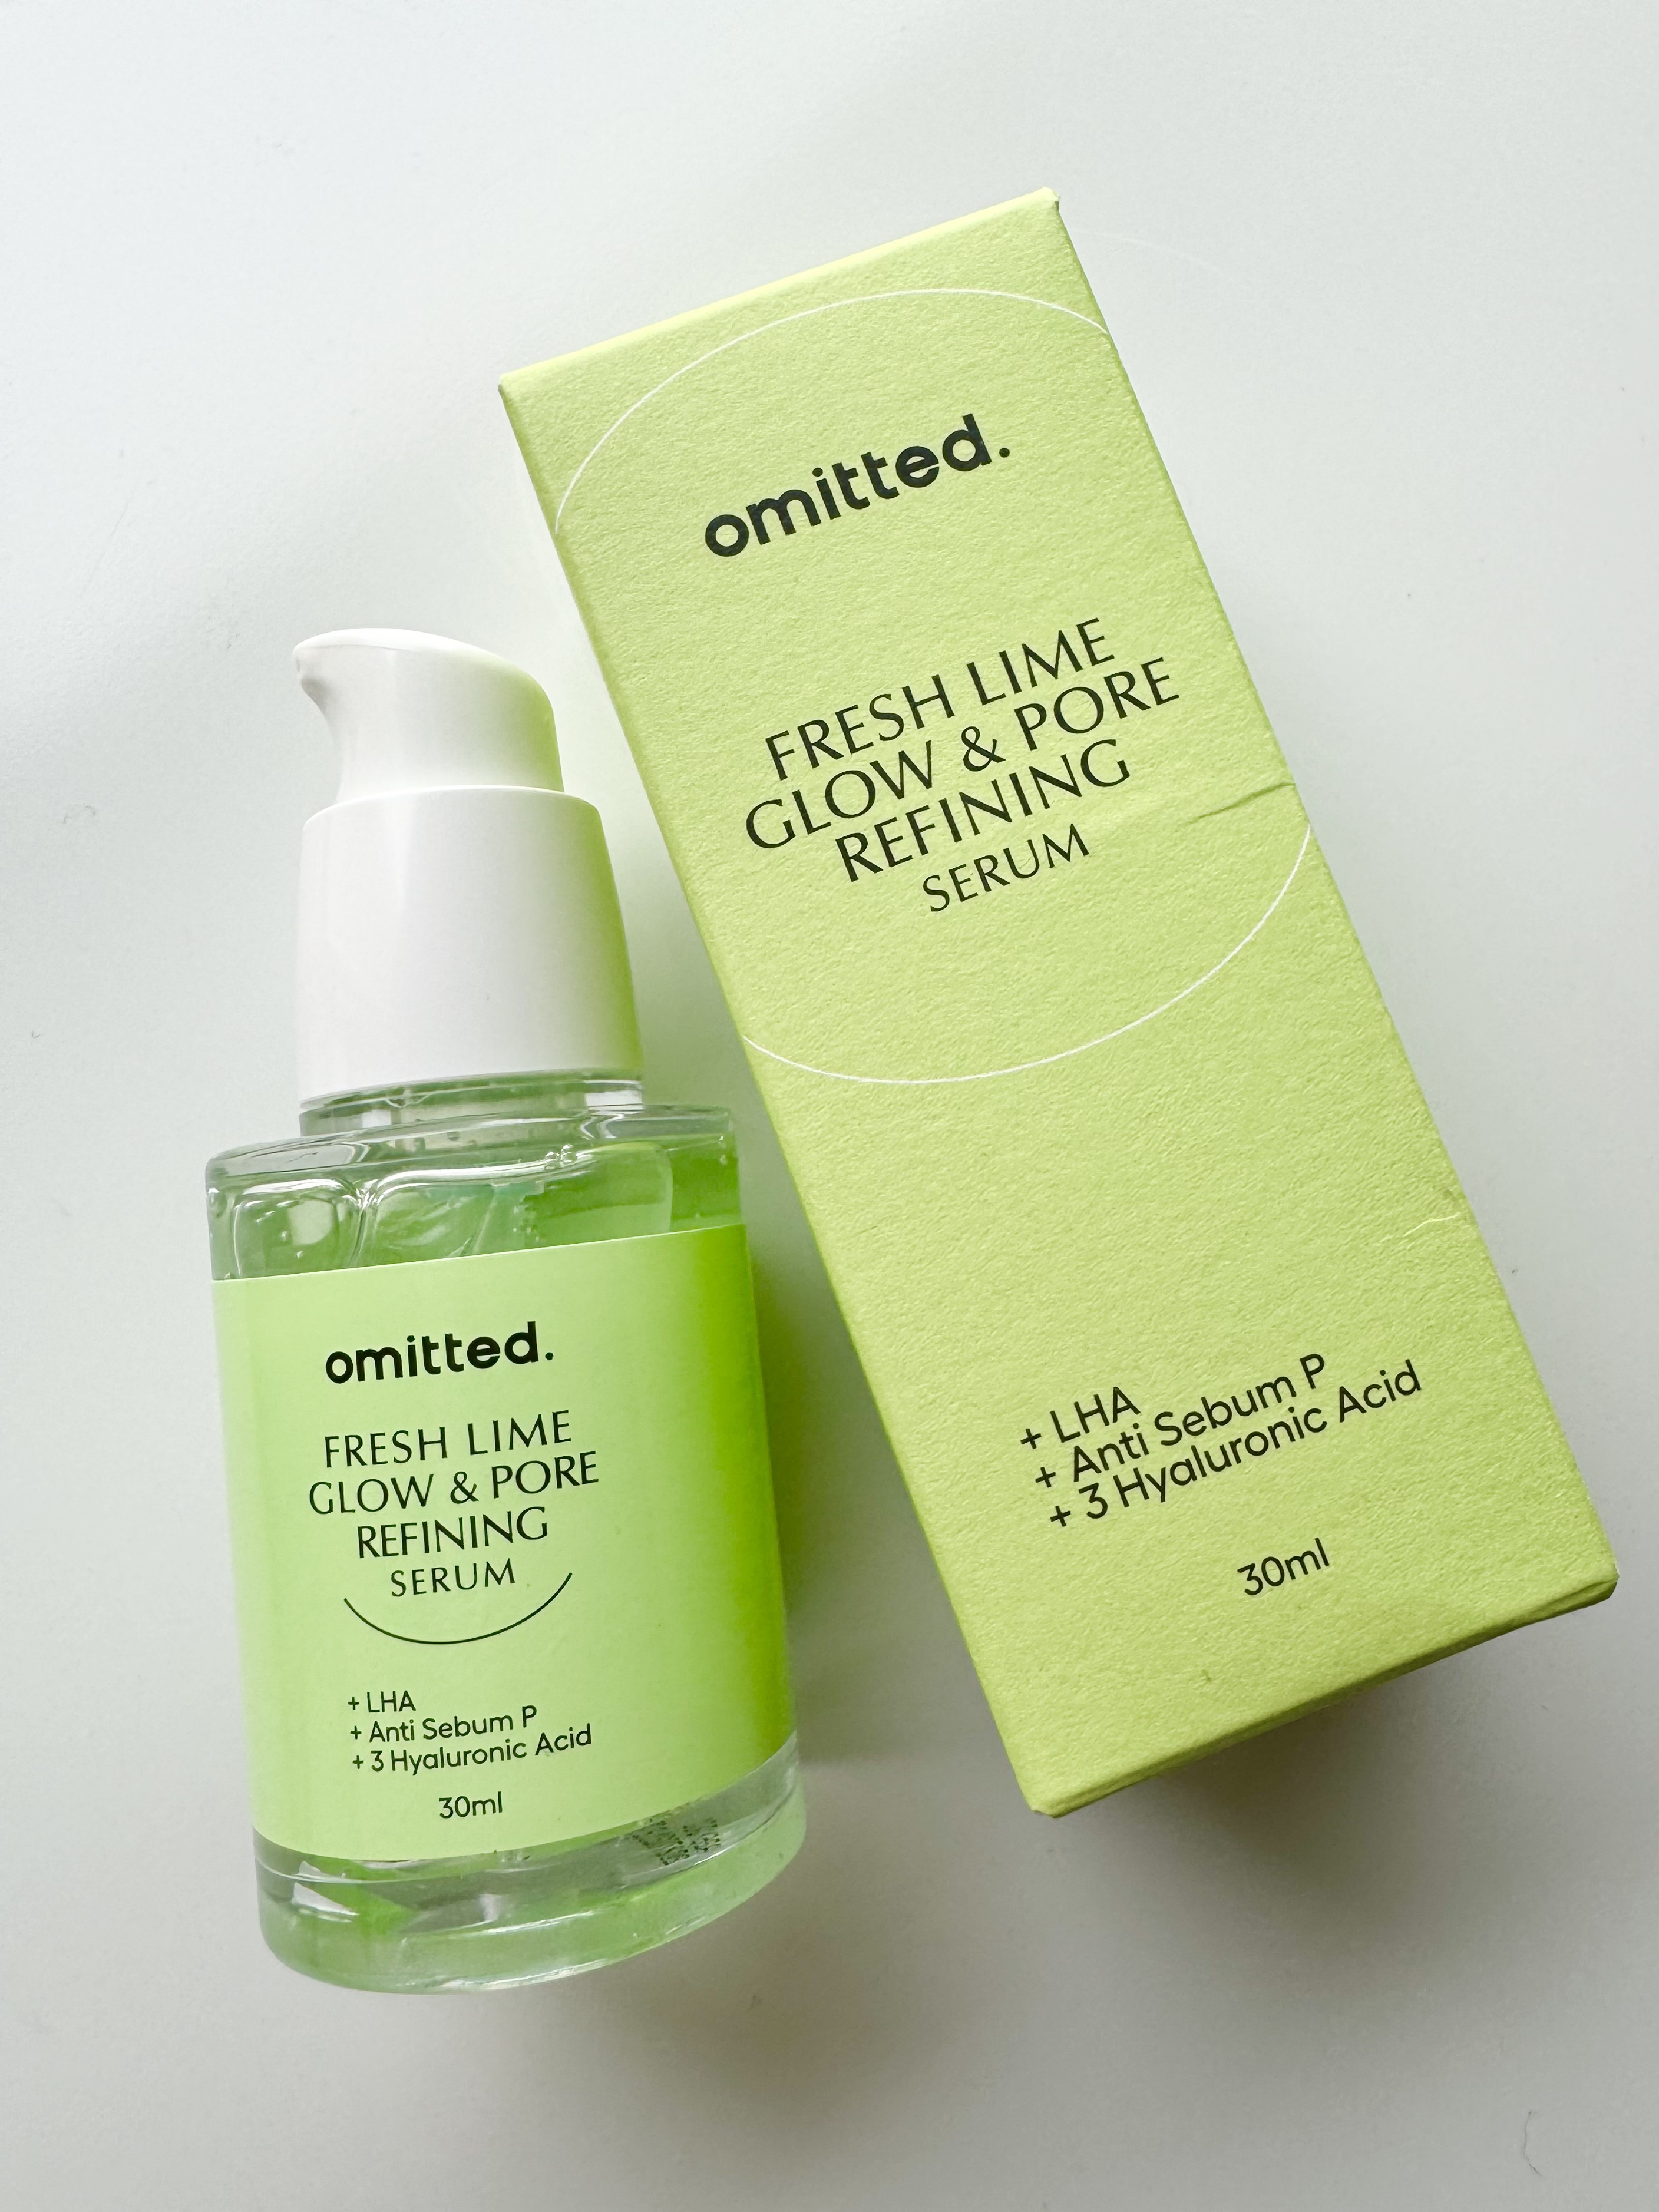 omitted.
FRESH LIME
GLOW & PORE
REFINING
SERUM
+ LHA
+ Anti Sebum P
+ 3 Hyaluronic Acid
30ml
omitted.
FRESH LIME
GLOW & PORE
REFINING
SERUM
+ LHA
+ Anti Sebum P
+ 3 Hyaluronic Acid
30ml